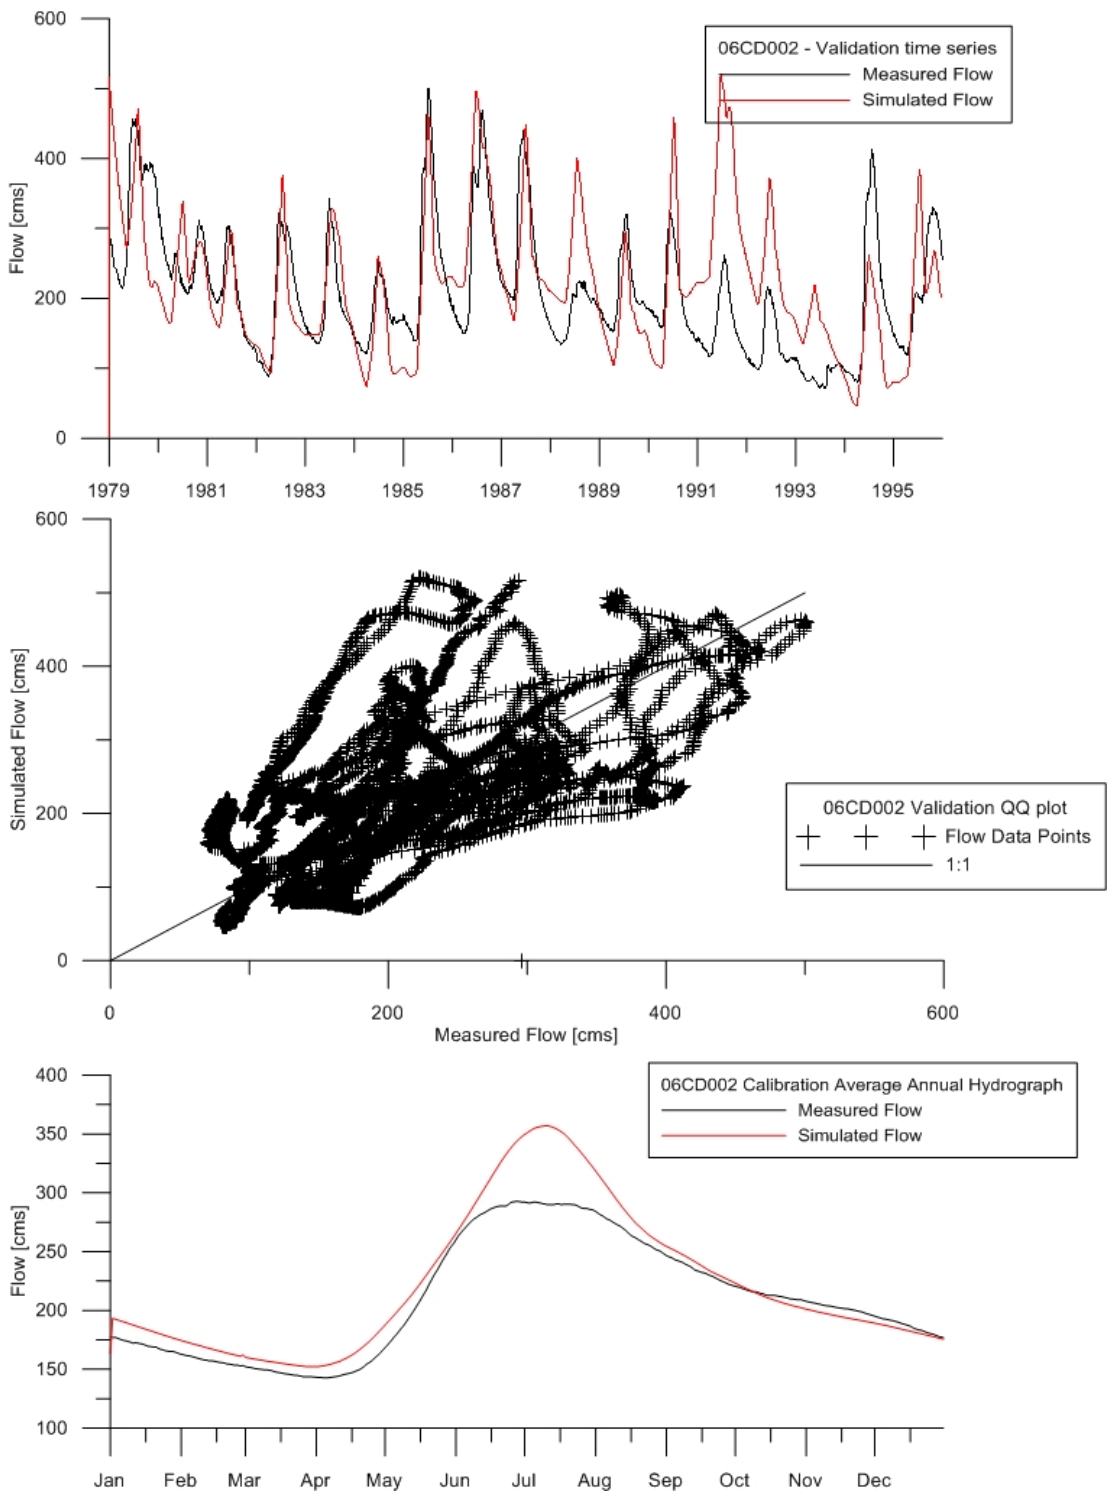 600
06CD002 - Validation time series
Measured Flow
Simulated Flow
400
Flow [cms]
200
0
1979 1981 1983 1985 1987 1989 1991 1993 1995
600
400
Simulated Flow [cms]
200
06CD002 Validation QQ plot
Flow Data Points
1:1
0
0 200 400 600
Measured Flow [cms]
400
06CD002 Calibration Average Annual Hydrograph
Measured Flow
Simulated Flow
350
300
Flow [cms]
250
200
150
100
Jan Feb Mar Apr May Jun Jul Aug Sep Oct Nov Dec